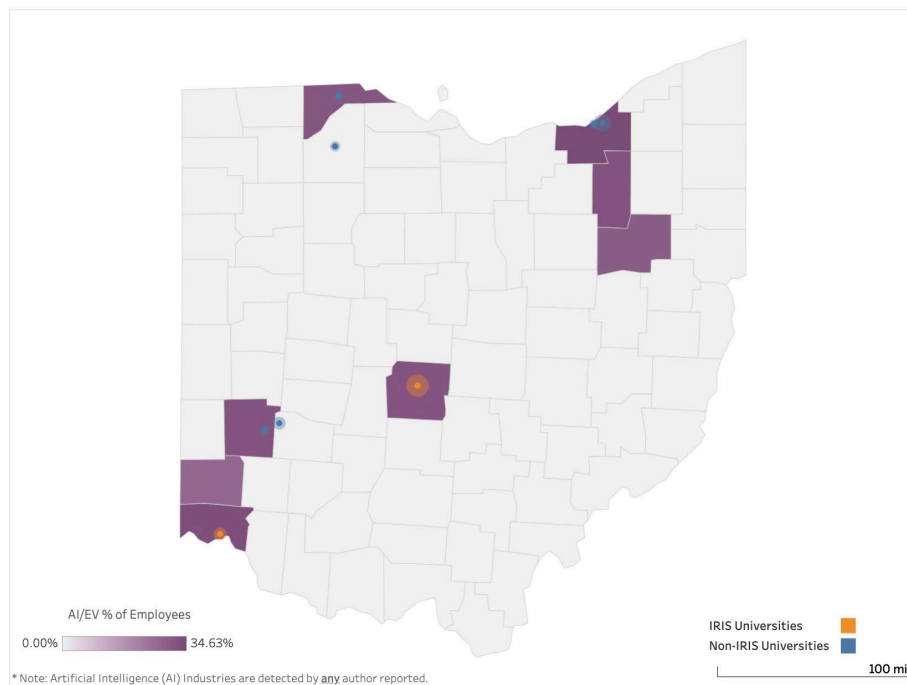 AI/EV % of Employees
0.00% 34.63%
IRIS Universities
Non-IRIS Universities
100 mi
* Note: Artificial Intelligence (AI) Industries are detected by any author reported.